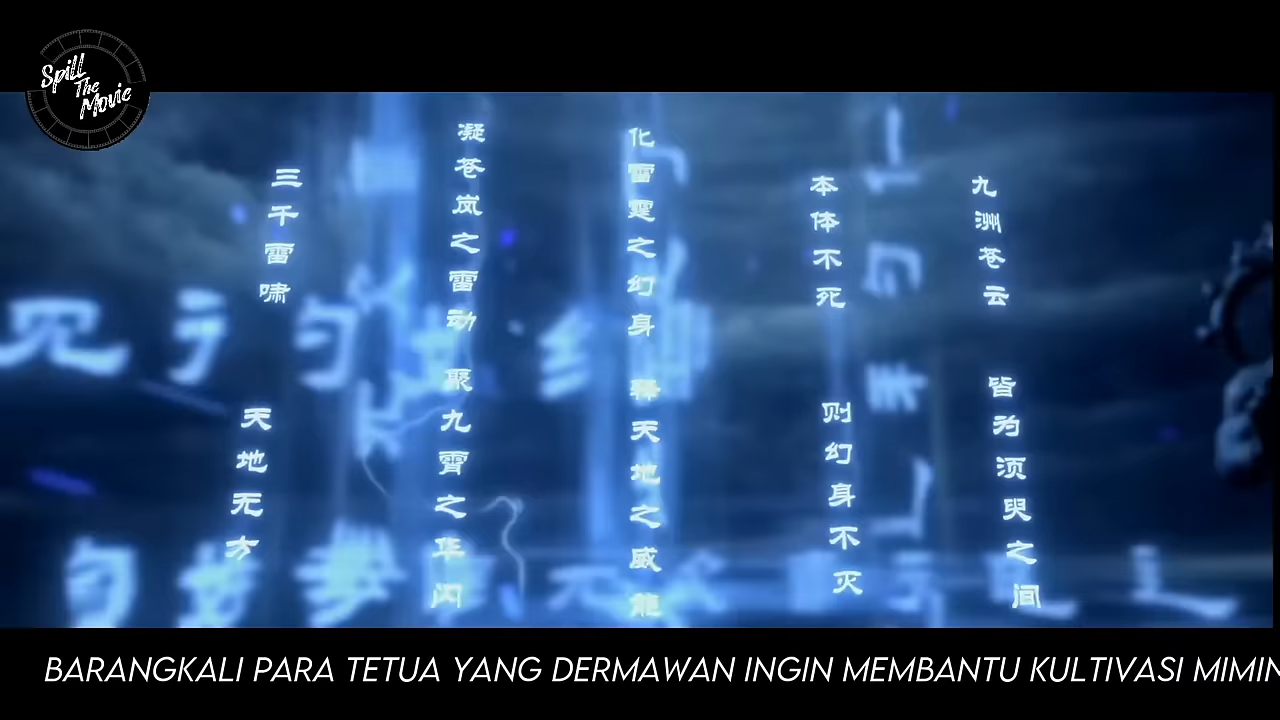 Spill
The
Movie
三千雷啸 天地无方
凝苍岚之雷动 聚九霄之华闪
化雷霆之幻身 释天地之威能
本体不死 则幻身不灭
九洲苍云 皆为须臾之间
BARANGKALI PARA TETUA YANG DERMAWAN INGIN MEMBANTU KULTIVASI MIMIN